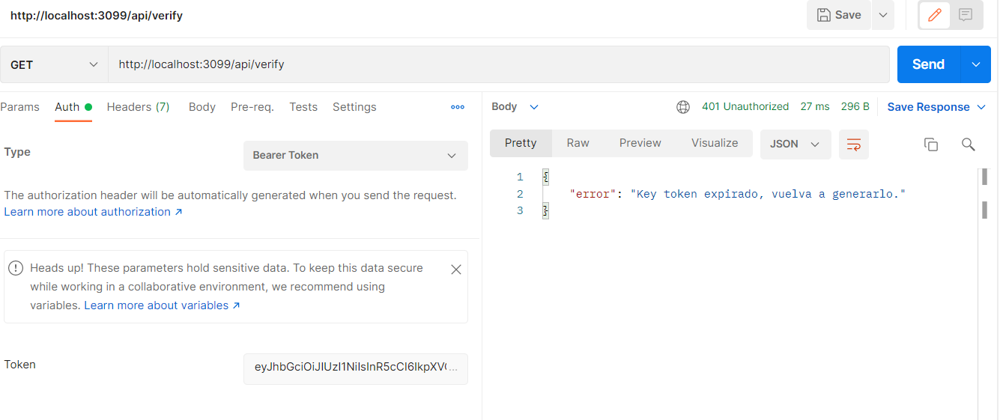 http://localhost:3099/api/verify
Save
GET
http://localhost:3099/api/verify
Send
Params
Auth
Headers (7)
Body
Pre-req.
Tests
Settings
Type
Bearer Token
The authorization header will be automatically generated when you send the request.
Learn more about authorization ↗
Heads up! These parameters hold sensitive data. To keep this data secure
while working in a collaborative environment, we recommend using
variables. Learn more about variables ↗
Token
Body
401 Unauthorized
27 ms
296 B
Save Response
Pretty
Raw
Preview
Visualize
JSON
1 {
2 "error": "Key token expirado, vuelva a generarlo."
3 }